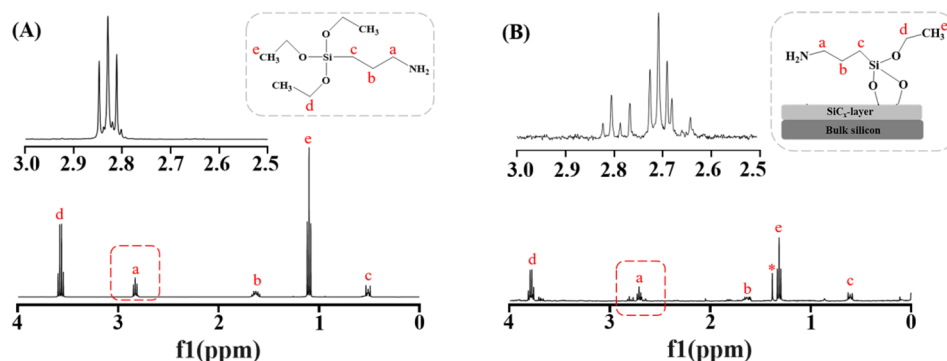 (A)
e
CH₃
O
O
Si
O
CH₃
CH₃
d
c
b
a
NH₂
3.0 2.9 2.8 2.7 2.6 2.5
d
a
b
e
c
4 3 2 1 0
f1(ppm)
(B)
d
CH₃
e
H₂N
a
b
c
Si
O
O
O
SiCₓ-layer
Bulk silicon
3.0 2.9 2.8 2.7 2.6 2.5
d
a
b
*
e
c
4 3 2 1 0
f1(ppm)